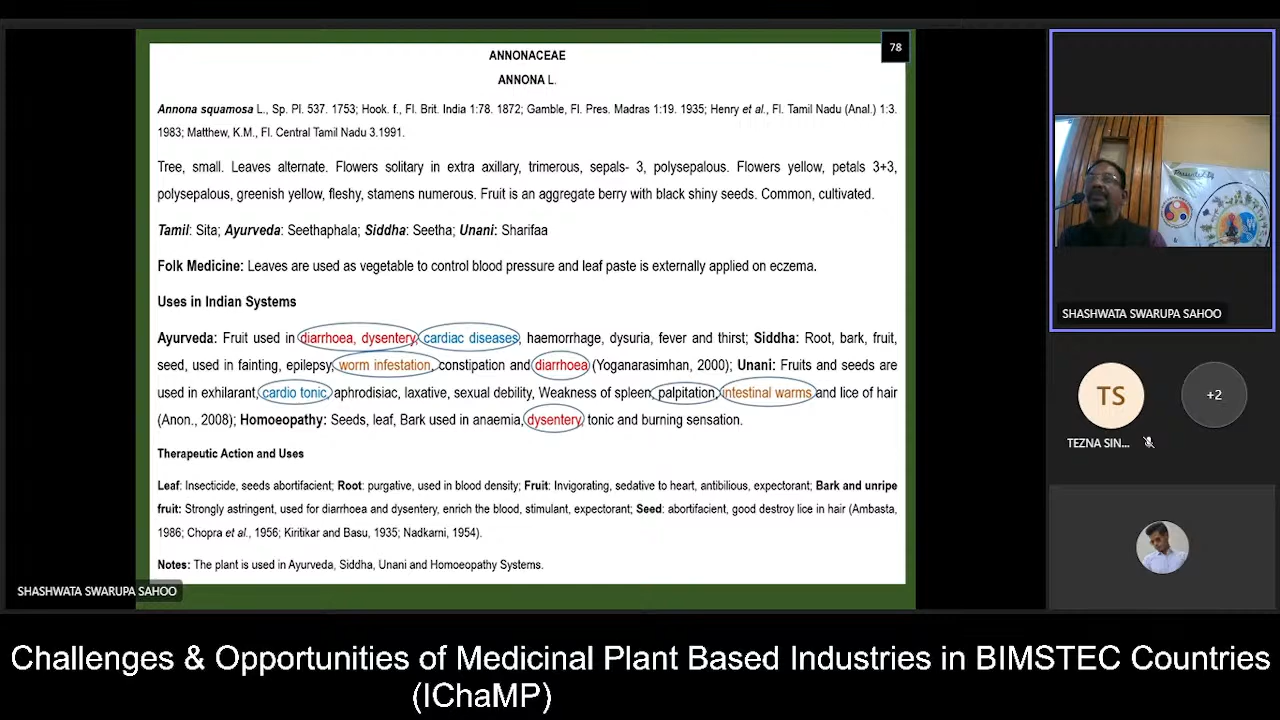 78
ANNONACEAE
ANNONA L.
Annona squamosa L., Sp. Pl. 537. 1753; Hook. f., Fl. Brit. India 1:78. 1872; Gamble, Fl. Pres. Madras 1:19. 1935; Henry et al., Fl. Tamil Nadu (Anal.) 1:3.
1983; Matthew, K.M., Fl. Central Tamil Nadu 3.1991.
Tree, small. Leaves alternate. Flowers solitary in extra axillary, trimerous, sepals- 3, polysepalous. Flowers yellow, petals 3+3,
polysepalous, greenish yellow, fleshy, stamens numerous. Fruit is an aggregate berry with black shiny seeds. Common, cultivated.
Tamil: Sita; Ayurveda: Seethaphala; Siddha: Seetha; Unani: Sharifaa
Folk Medicine: Leaves are used as vegetable to control blood pressure and leaf paste is externally applied on eczema.
Uses in Indian Systems
Ayurveda: Fruit used in diarrhoea, dysentery, cardiac diseases, haemorrhage, dysuria, fever and thirst; Siddha: Root, bark, fruit,
seed, used in fainting, epilepsy, worm infestation, constipation and diarrhoea (Yoganarasimhan, 2000); Unani: Fruits and seeds are
used in exhilarant, cardio tonic, aphrodisiac, laxative, sexual debility, Weakness of spleen, palpitation, intestinal warms and lice of hair
(Anon., 2008); Homoeopathy: Seeds, leaf, Bark used in anaemia, dysentery, tonic and burning sensation.
Therapeutic Action and Uses
Leaf: Insecticide, seeds abortifacient; Root: purgative, used in blood density; Fruit: Invigorating, sedative to heart, antibilious, expectorant; Bark and unripe
fruit: Strongly astringent, used for diarrhoea and dysentery, enrich the blood, stimulant, expectorant; Seed: abortifacient, good destroy lice in hair (Ambasta,
1986; Chopra et al., 1956; Kiritikar and Basu, 1935; Nadkarni, 1954).
Notes: The plant is used in Ayurveda, Siddha, Unani and Homoeopathy Systems.
SHASHWATA SWARUPA SAHOO
Presented by
SHASHWATA SWARUPA SAHOO
TS
+2
TEZNA SIN...
Challenges & Opportunities of Medicinal Plant Based Industries in BIMSTEC Countries
(IChaMP)